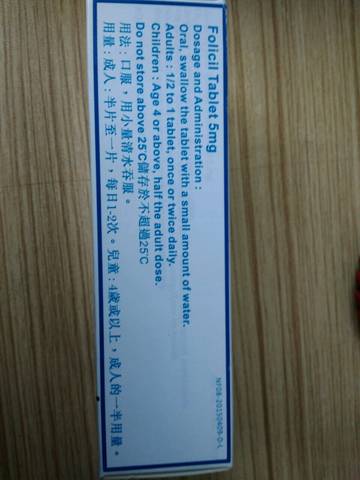 Folicil Tablet 5mg
Dosage and Administration :
Oral, swallow the tablet with a small amount of water.
Adults : 1/2 to 1 tablet, once or twice daily.
Children : Age 4 or above, half the adult dose.
Do not store above 25℃儲存於不超過25℃
用法 : 口服，用小量清水吞服。
用量 : 成人 : 半片至一片，每日1-2次。兒童 : 4歲或以上，成人的一半用量。
NF08-20150409-0-L